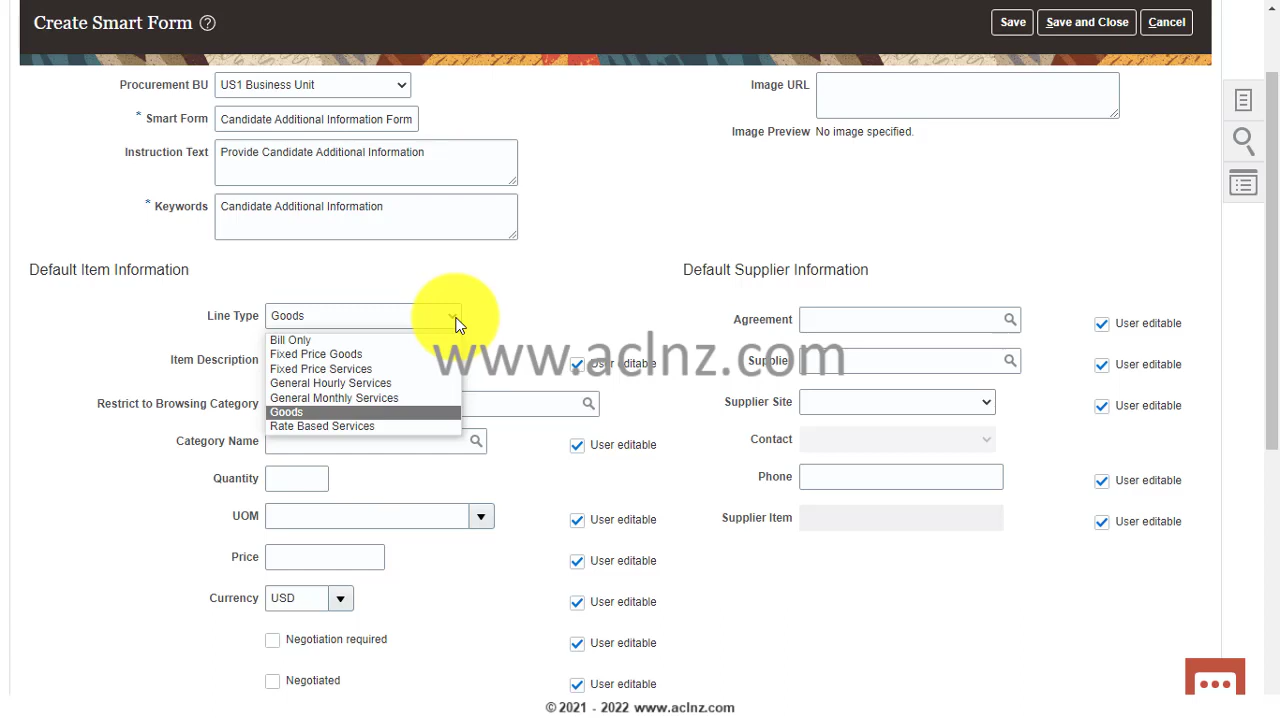 Create Smart Form ?
Save
Save and Close
Cancel
Procurement BU
US1 Business Unit
* Smart Form
Candidate Additional Information Form
Instruction Text
Provide Candidate Additional Information
* Keywords
Candidate Additional Information
Image URL
Image Preview No image specified.
Default Item Information
Line Type
Goods
Bill Only
Fixed Price Goods
Fixed Price Services
General Hourly Services
General Monthly Services
Goods
Rate Based Services
Item Description
User editable
Restrict to Browsing Category
Category Name
User editable
Quantity
UOM
User editable
Price
User editable
Currency
USD
User editable
Negotiation required
User editable
Negotiated
User editable
Default Supplier Information
Agreement
User editable
Supplier
User editable
Supplier Site
User editable
Contact
Phone
User editable
Supplier Item
User editable
www.aclnz.com
© 2021 - 2022 www.aclnz.com